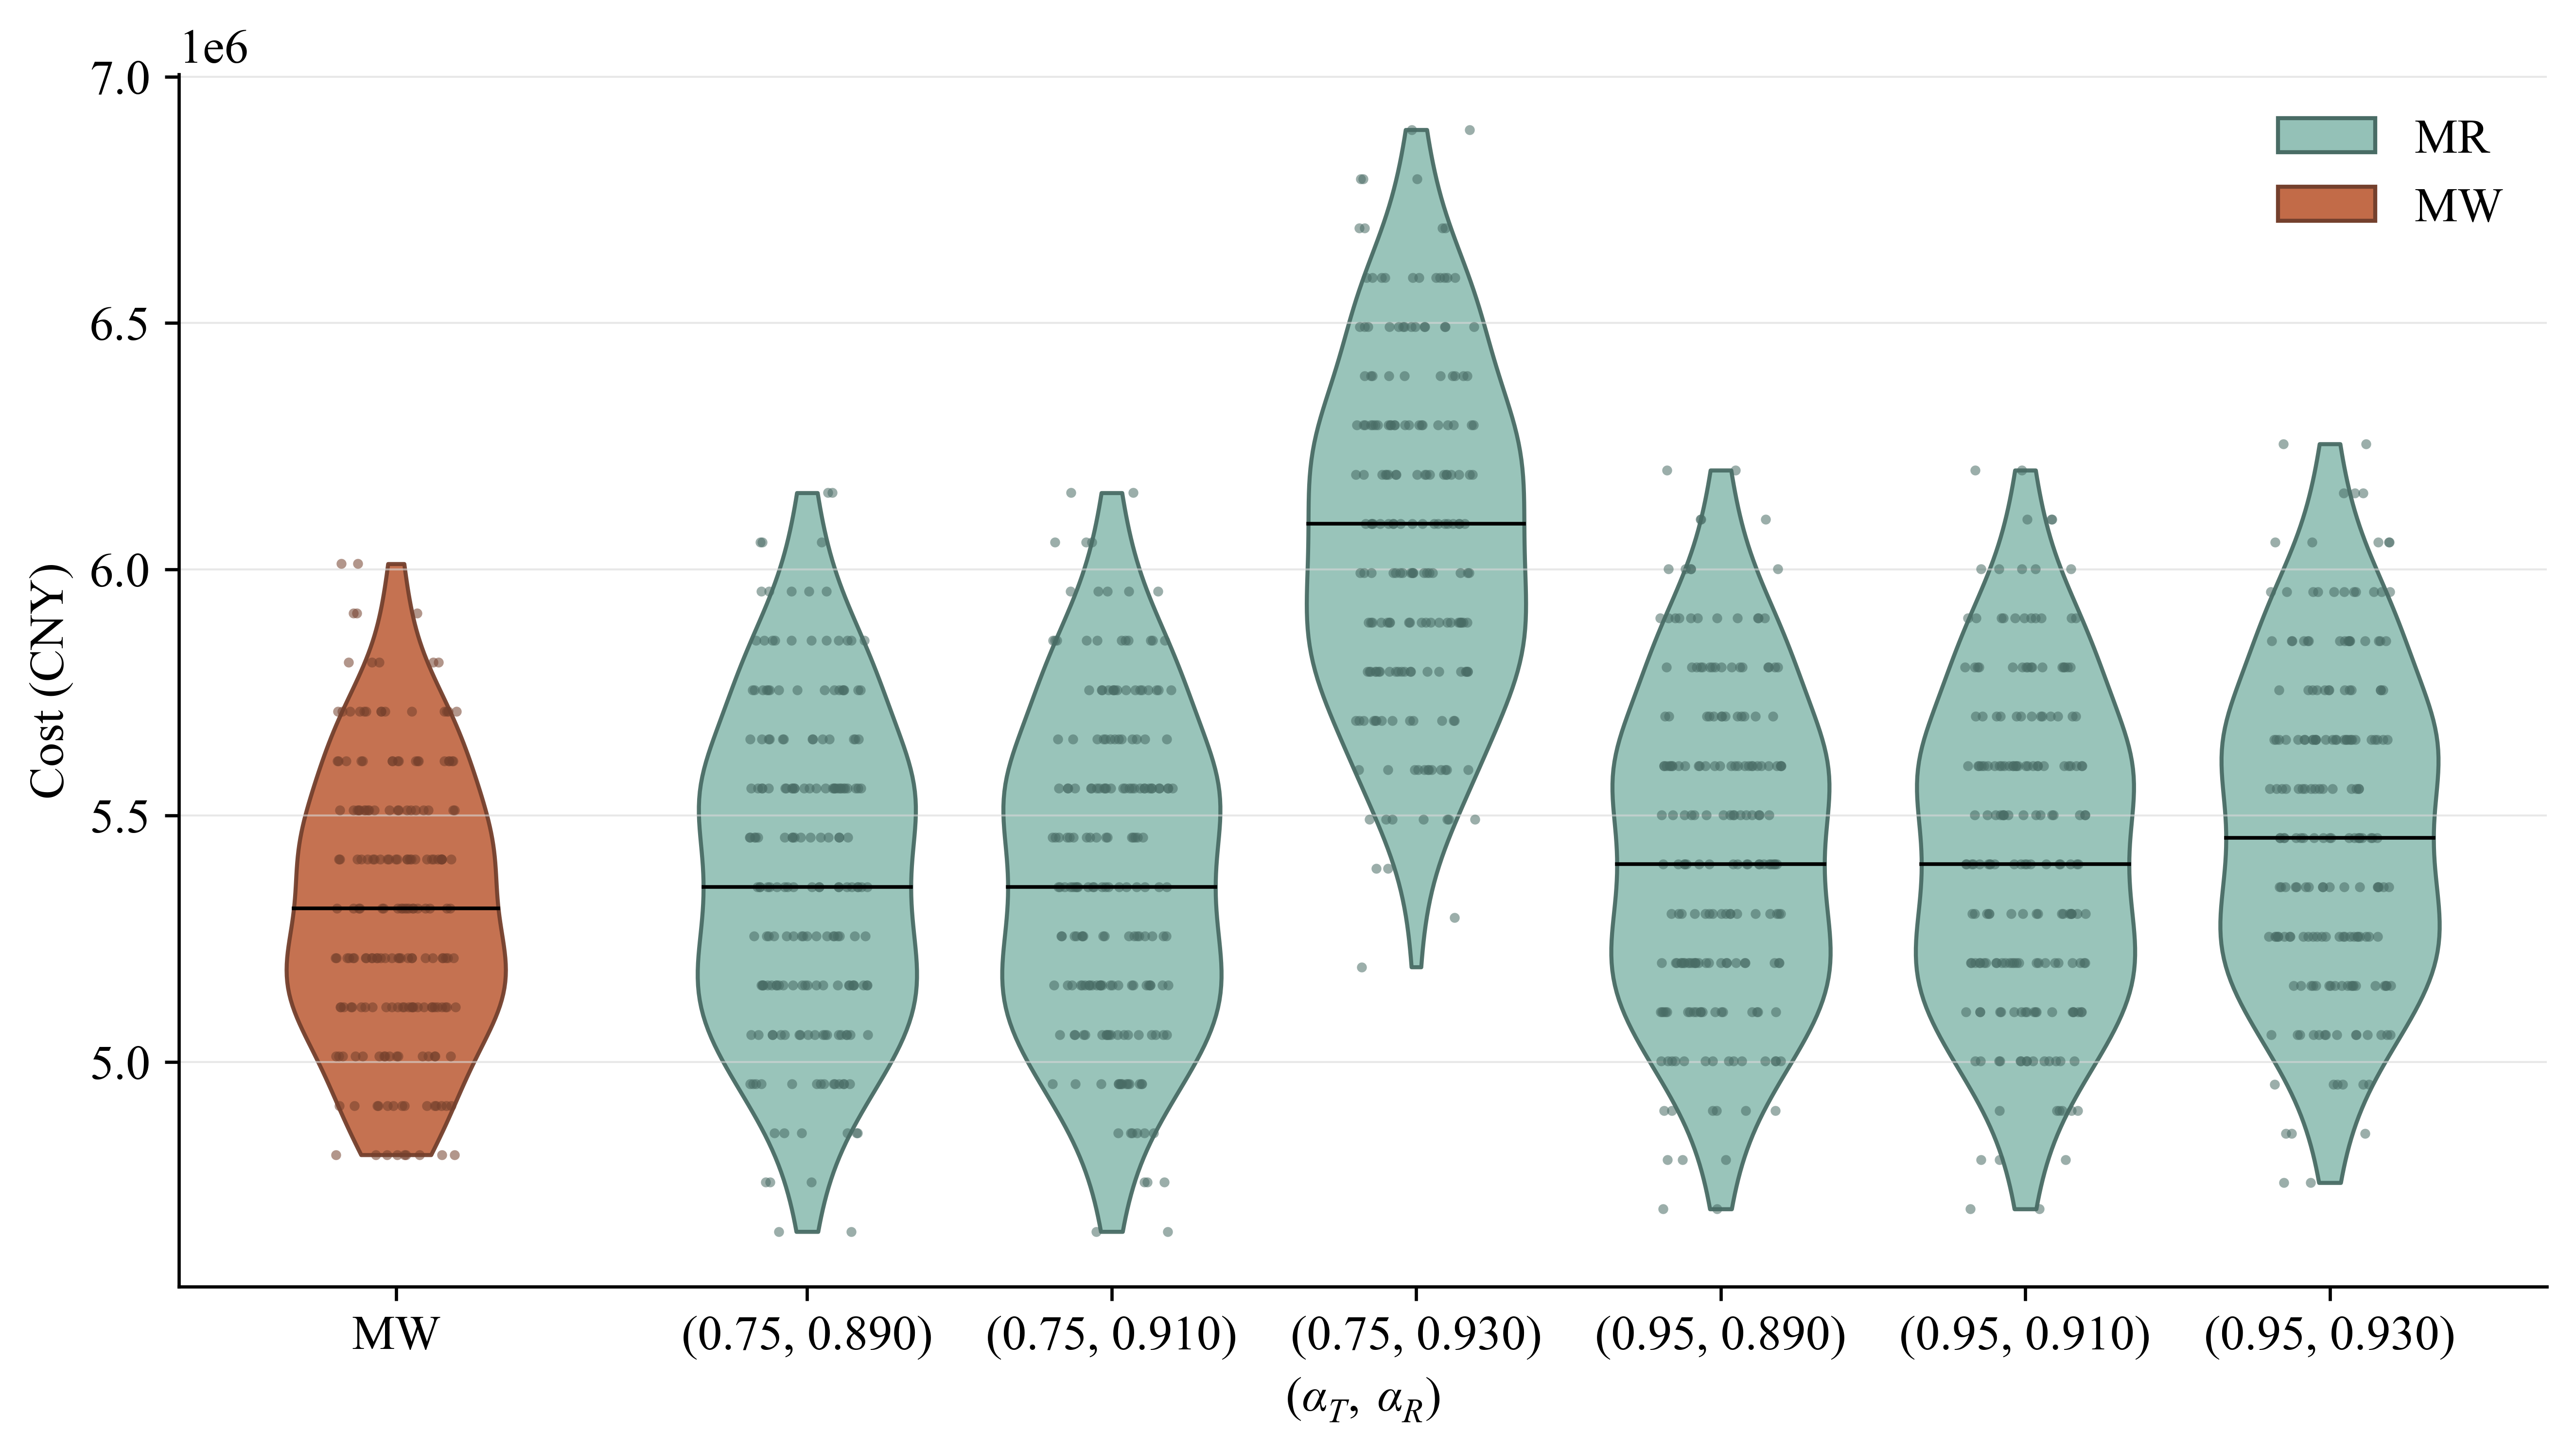 1e6
7.0
6.5
6.0
5.5
5.0
Cost (CNY)
MR
MW
MW
(0.75, 0.890)
(0.75, 0.910)
(0.75, 0.930)
(0.95, 0.890)
(0.95, 0.910)
(0.95, 0.930)
(α_T, α_R)